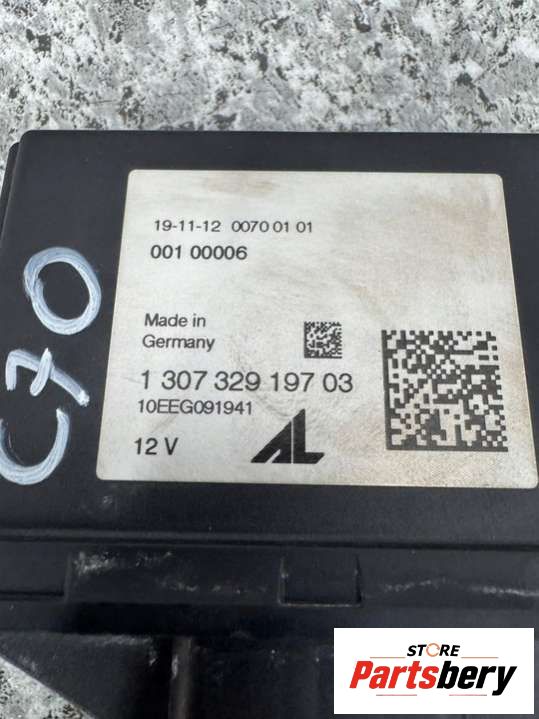 19-11-12 0070 01 01
001 00006
Made in
Germany
1 307 329 197 03
10EEG091941
12 V
AL
C70
STORE
Partsbery